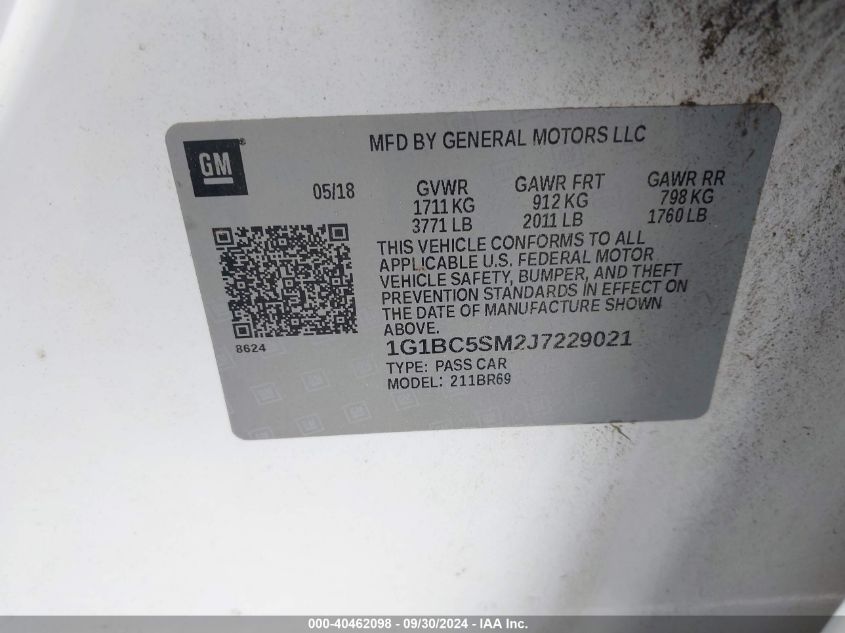 MFD BY GENERAL MOTORS LLC
GM
05/18
GVWR
1711 KG
3771 LB
GAWR FRT
912 KG
2011 LB
GAWR RR
798 KG
1760 LB
THIS VEHICLE CONFORMS TO ALL
APPLICABLE U.S. FEDERAL MOTOR
VEHICLE SAFETY, BUMPER, AND THEFT
PREVENTION STANDARDS IN EFFECT ON
THE DATE OF MANUFACTURE SHOWN
ABOVE.
8624
1G1BC5SM2J7229021
TYPE: PASS CAR
MODEL: 211BR69
000-40462098 - 09/30/2024 - IAA Inc.